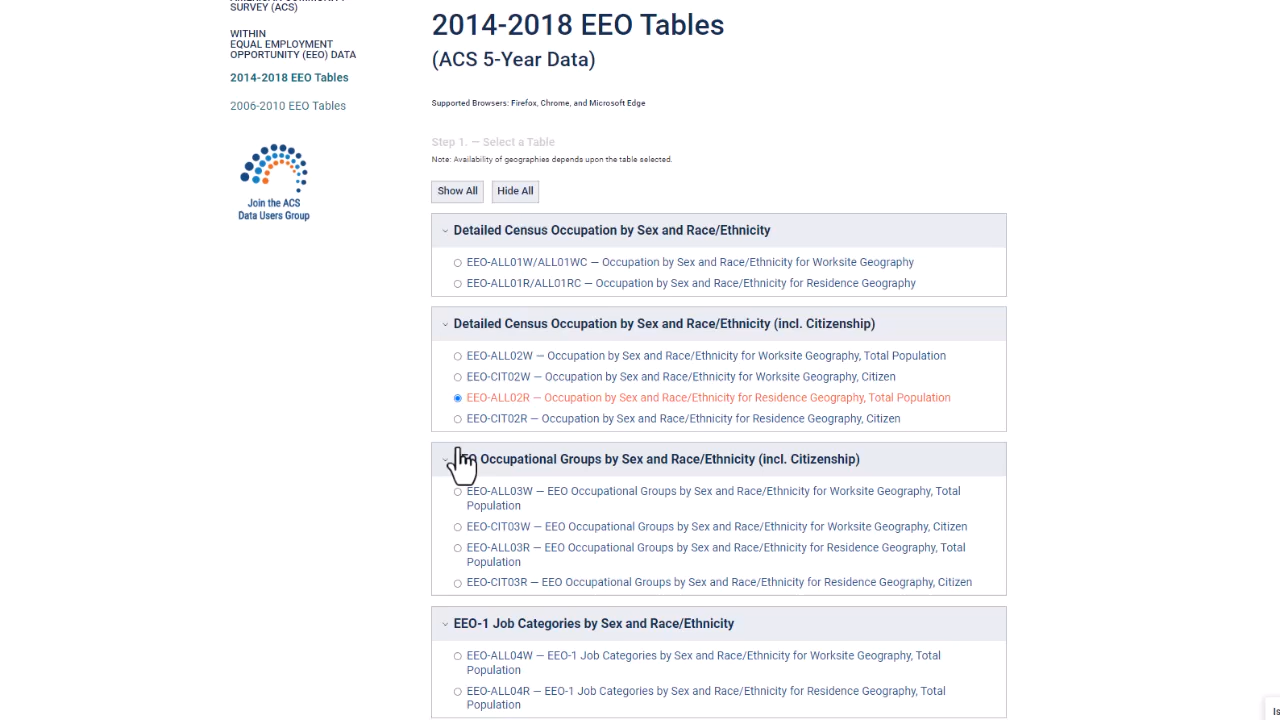 SURVEY (ACS)
WITHIN
EQUAL EMPLOYMENT
OPPORTUNITY (EEO) DATA
2014-2018 EEO Tables
2006-2010 EEO Tables
Join the ACS
Data Users Group
2014-2018 EEO Tables
(ACS 5-Year Data)
Supported Browsers: Firefox, Chrome, and Microsoft Edge
Step 1. — Select a Table
Note: Availability of geographies depends upon the table selected.
Show All Hide All
Detailed Census Occupation by Sex and Race/Ethnicity
EEO-ALL01W/ALL01WC — Occupation by Sex and Race/Ethnicity for Worksite Geography
EEO-ALL01R/ALL01RC — Occupation by Sex and Race/Ethnicity for Residence Geography
Detailed Census Occupation by Sex and Race/Ethnicity (incl. Citizenship)
EEO-ALL02W — Occupation by Sex and Race/Ethnicity for Worksite Geography, Total Population
EEO-CIT02W — Occupation by Sex and Race/Ethnicity for Worksite Geography, Citizen
EEO-ALL02R — Occupation by Sex and Race/Ethnicity for Residence Geography, Total Population
EEO-CIT02R — Occupation by Sex and Race/Ethnicity for Residence Geography, Citizen
Occupational Groups by Sex and Race/Ethnicity (incl. Citizenship)
EEO-ALL03W — EEO Occupational Groups by Sex and Race/Ethnicity for Worksite Geography, Total
Population
EEO-CIT03W — EEO Occupational Groups by Sex and Race/Ethnicity for Worksite Geography, Citizen
EEO-ALL03R — EEO Occupational Groups by Sex and Race/Ethnicity for Residence Geography, Total
Population
EEO-CIT03R — EEO Occupational Groups by Sex and Race/Ethnicity for Residence Geography, Citizen
EEO-1 Job Categories by Sex and Race/Ethnicity
EEO-ALL04W — EEO-1 Job Categories by Sex and Race/Ethnicity for Worksite Geography, Total
Population
EEO-ALL04R — EEO-1 Job Categories by Sex and Race/Ethnicity for Residence Geography, Total
Population